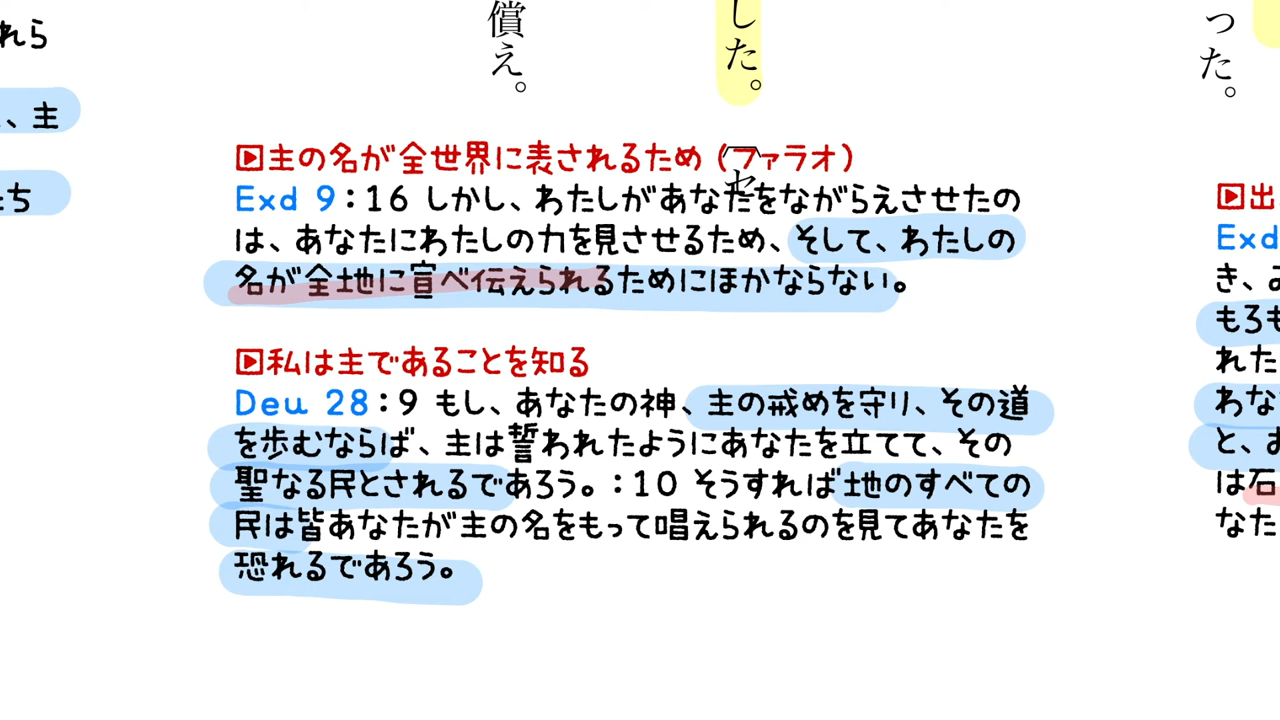 れら
、主
たち
償え。
した。
った。
▶主の名が全世界に表されるため（ファラオ）
セ
Exd 9：16 しかし、わたしがあなたをながらえさせたの
は、あなたにわたしの力を見させるため、そして、わたしの
名が全地に宣べ伝えられるためにほかならない。
▶私は主であることを知る
Deu 28：9 もし、あなたの神、主の戒めを守り、その道
を歩むならば、主は誓われたようにあなたを立てて、その
聖なる民とされるであろう。：10 そうすれば地のすべての
民は皆あなたが主の名をもって唱えられるのを見てあなたを
恐れるであろう。
▶出
Exd
き、
もろも
れた
わな
と、
は石
なた